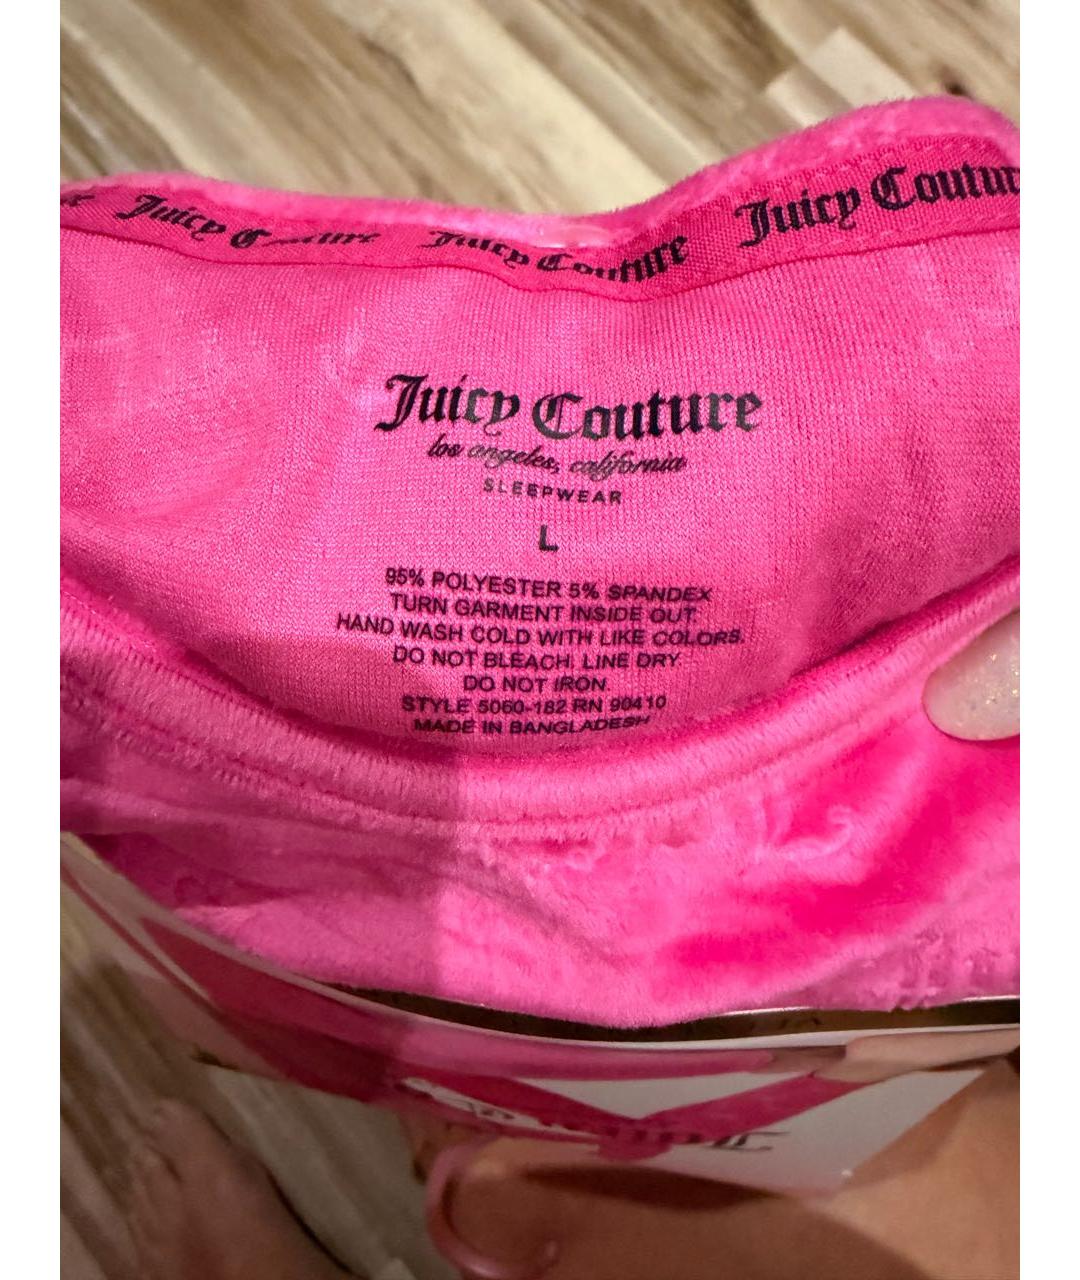 Juicy Couture Juicy Couture Juicy Coutur
Juicy Couture
los angeles, california
SLEEPWEAR
L
95% POLYESTER 5% SPANDEX
TURN GARMENT INSIDE OUT.
HAND WASH COLD WITH LIKE COLORS.
DO NOT BLEACH. LINE DRY.
DO NOT IRON.
STYLE 5060-182 RN 90410
MADE IN BANGLADESH